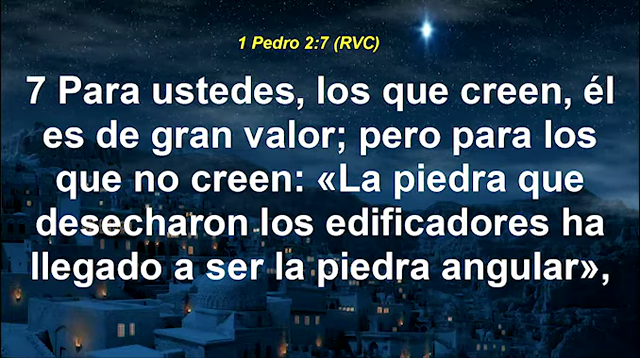 1 Pedro 2:7 (RVC)
7 Para ustedes, los que creen, él
es de gran valor; pero para los
que no creen: «La piedra que
desecharon los edificadores ha
llegado a ser la piedra angular»,